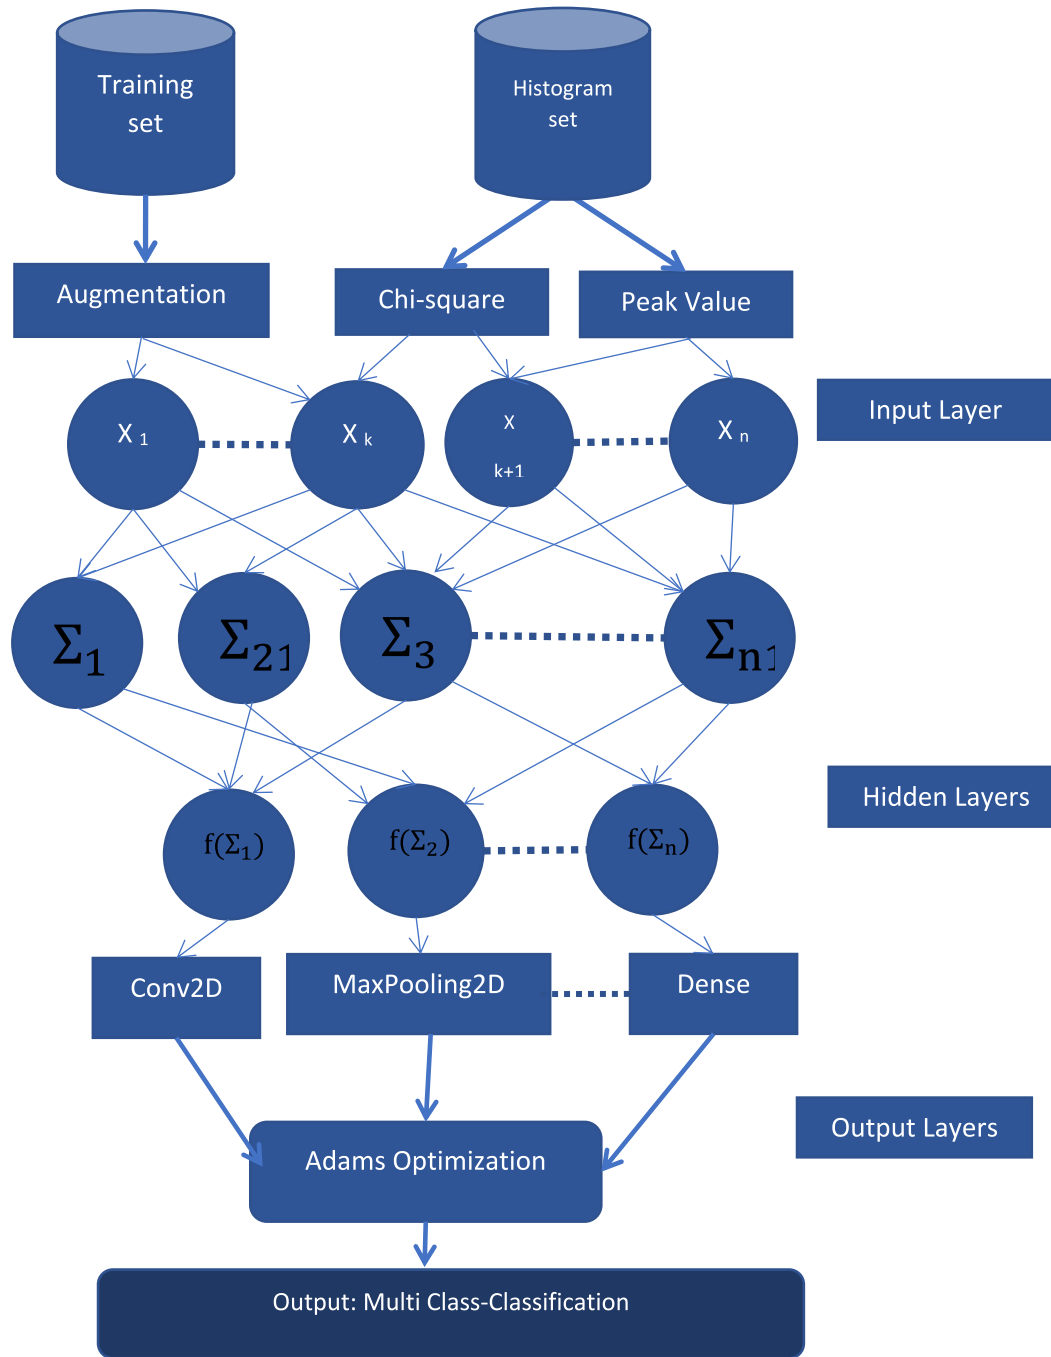 Training
set
Histogram
set
Augmentation
Chi-square
Peak Value
X 1
X k
X
k+1
X n
Input Layer
Σ1
Σ21
Σ3
Σn1
Hidden Layers
f(Σ1)
f(Σ2)
f(Σn)
Conv2D
MaxPooling2D
Dense
Output Layers
Adams Optimization
Output: Multi Class-Classification